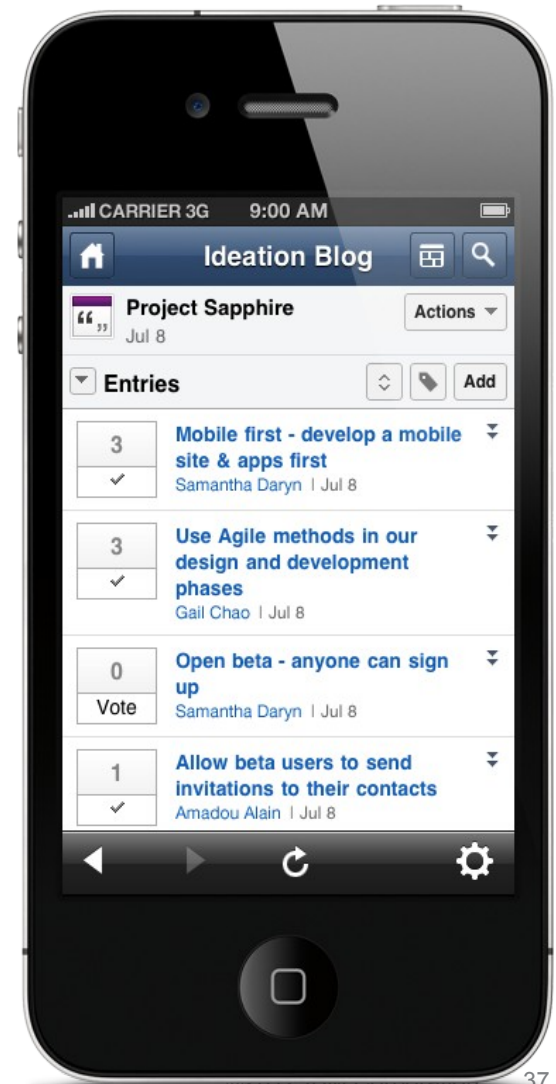 CARRIER 3G 9:00 AM
Ideation Blog
“ ”
Project Sapphire
Jul 8
Actions
Entries
Add
3
Mobile first - develop a mobile
site & apps first
Samantha Daryn | Jul 8
3
Use Agile methods in our
design and development
phases
Gail Chao | Jul 8
0
Vote
Open beta - anyone can sign
up
Samantha Daryn | Jul 8
1
Allow beta users to send
invitations to their contacts
Amadou Alain | Jul 8
37